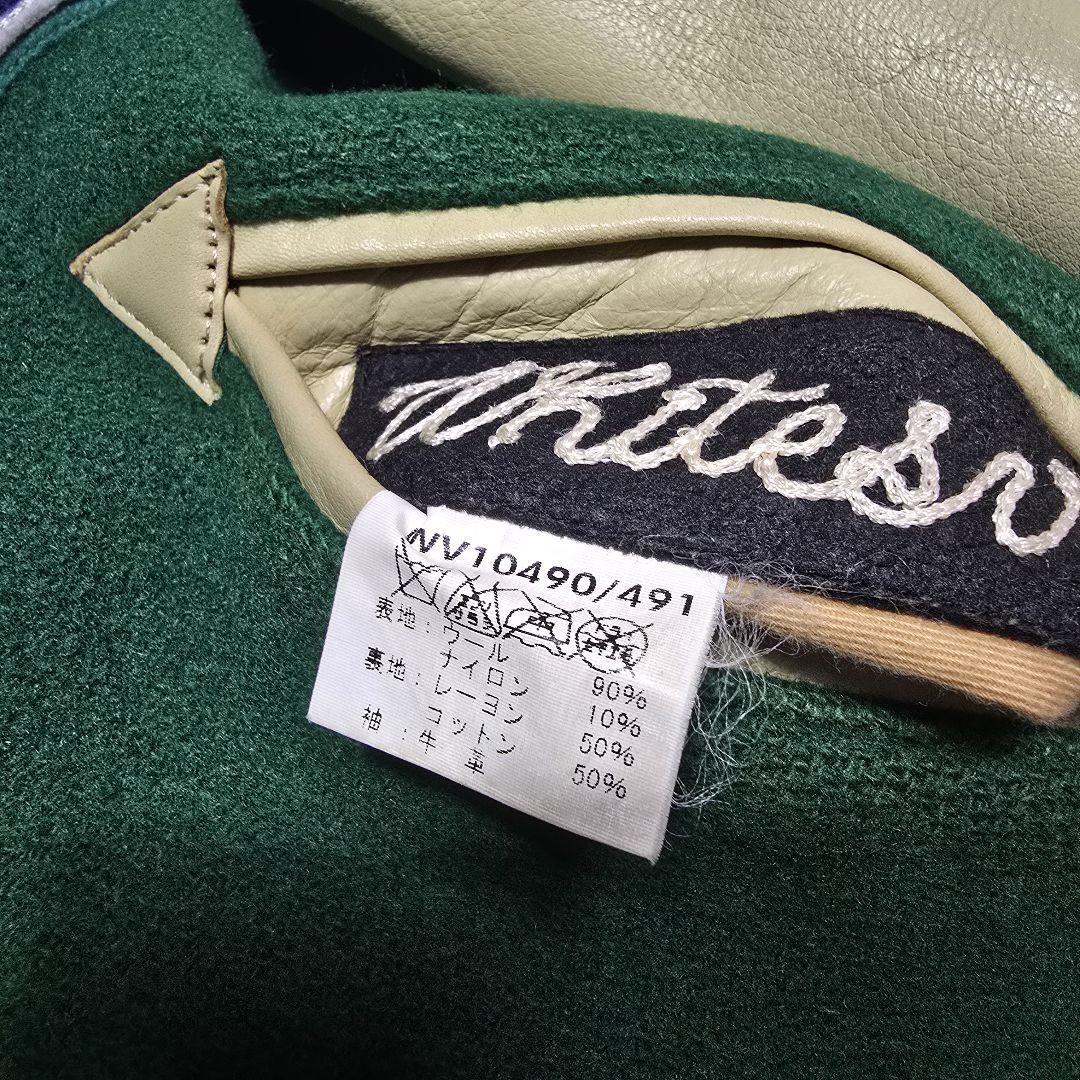 Whitesv
WV10490/491
表地:ウール 90%
ナイロン 10%
裏地:レーヨン 50%
コットン 50%
袖:牛革